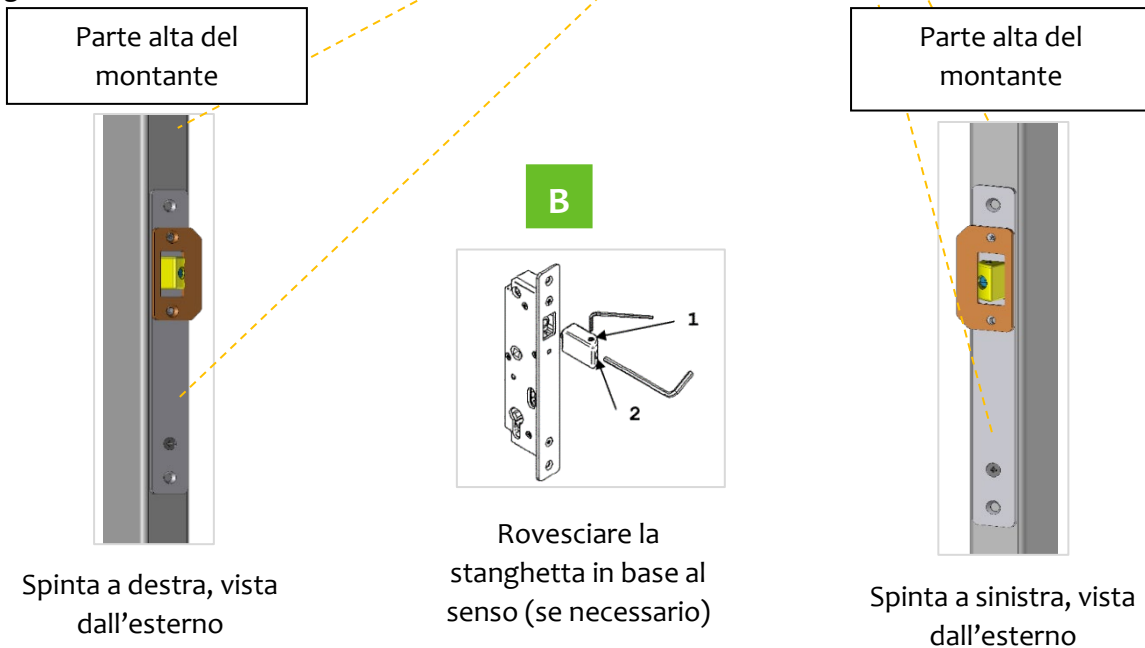 Parte alta del
montante
Parte alta del
montante
B
1
2
Spinta a destra, vista
dall’esterno
Rovesciare la
stanghetta in base al
senso (se necessario)
Spinta a sinistra, vista
dall’esterno